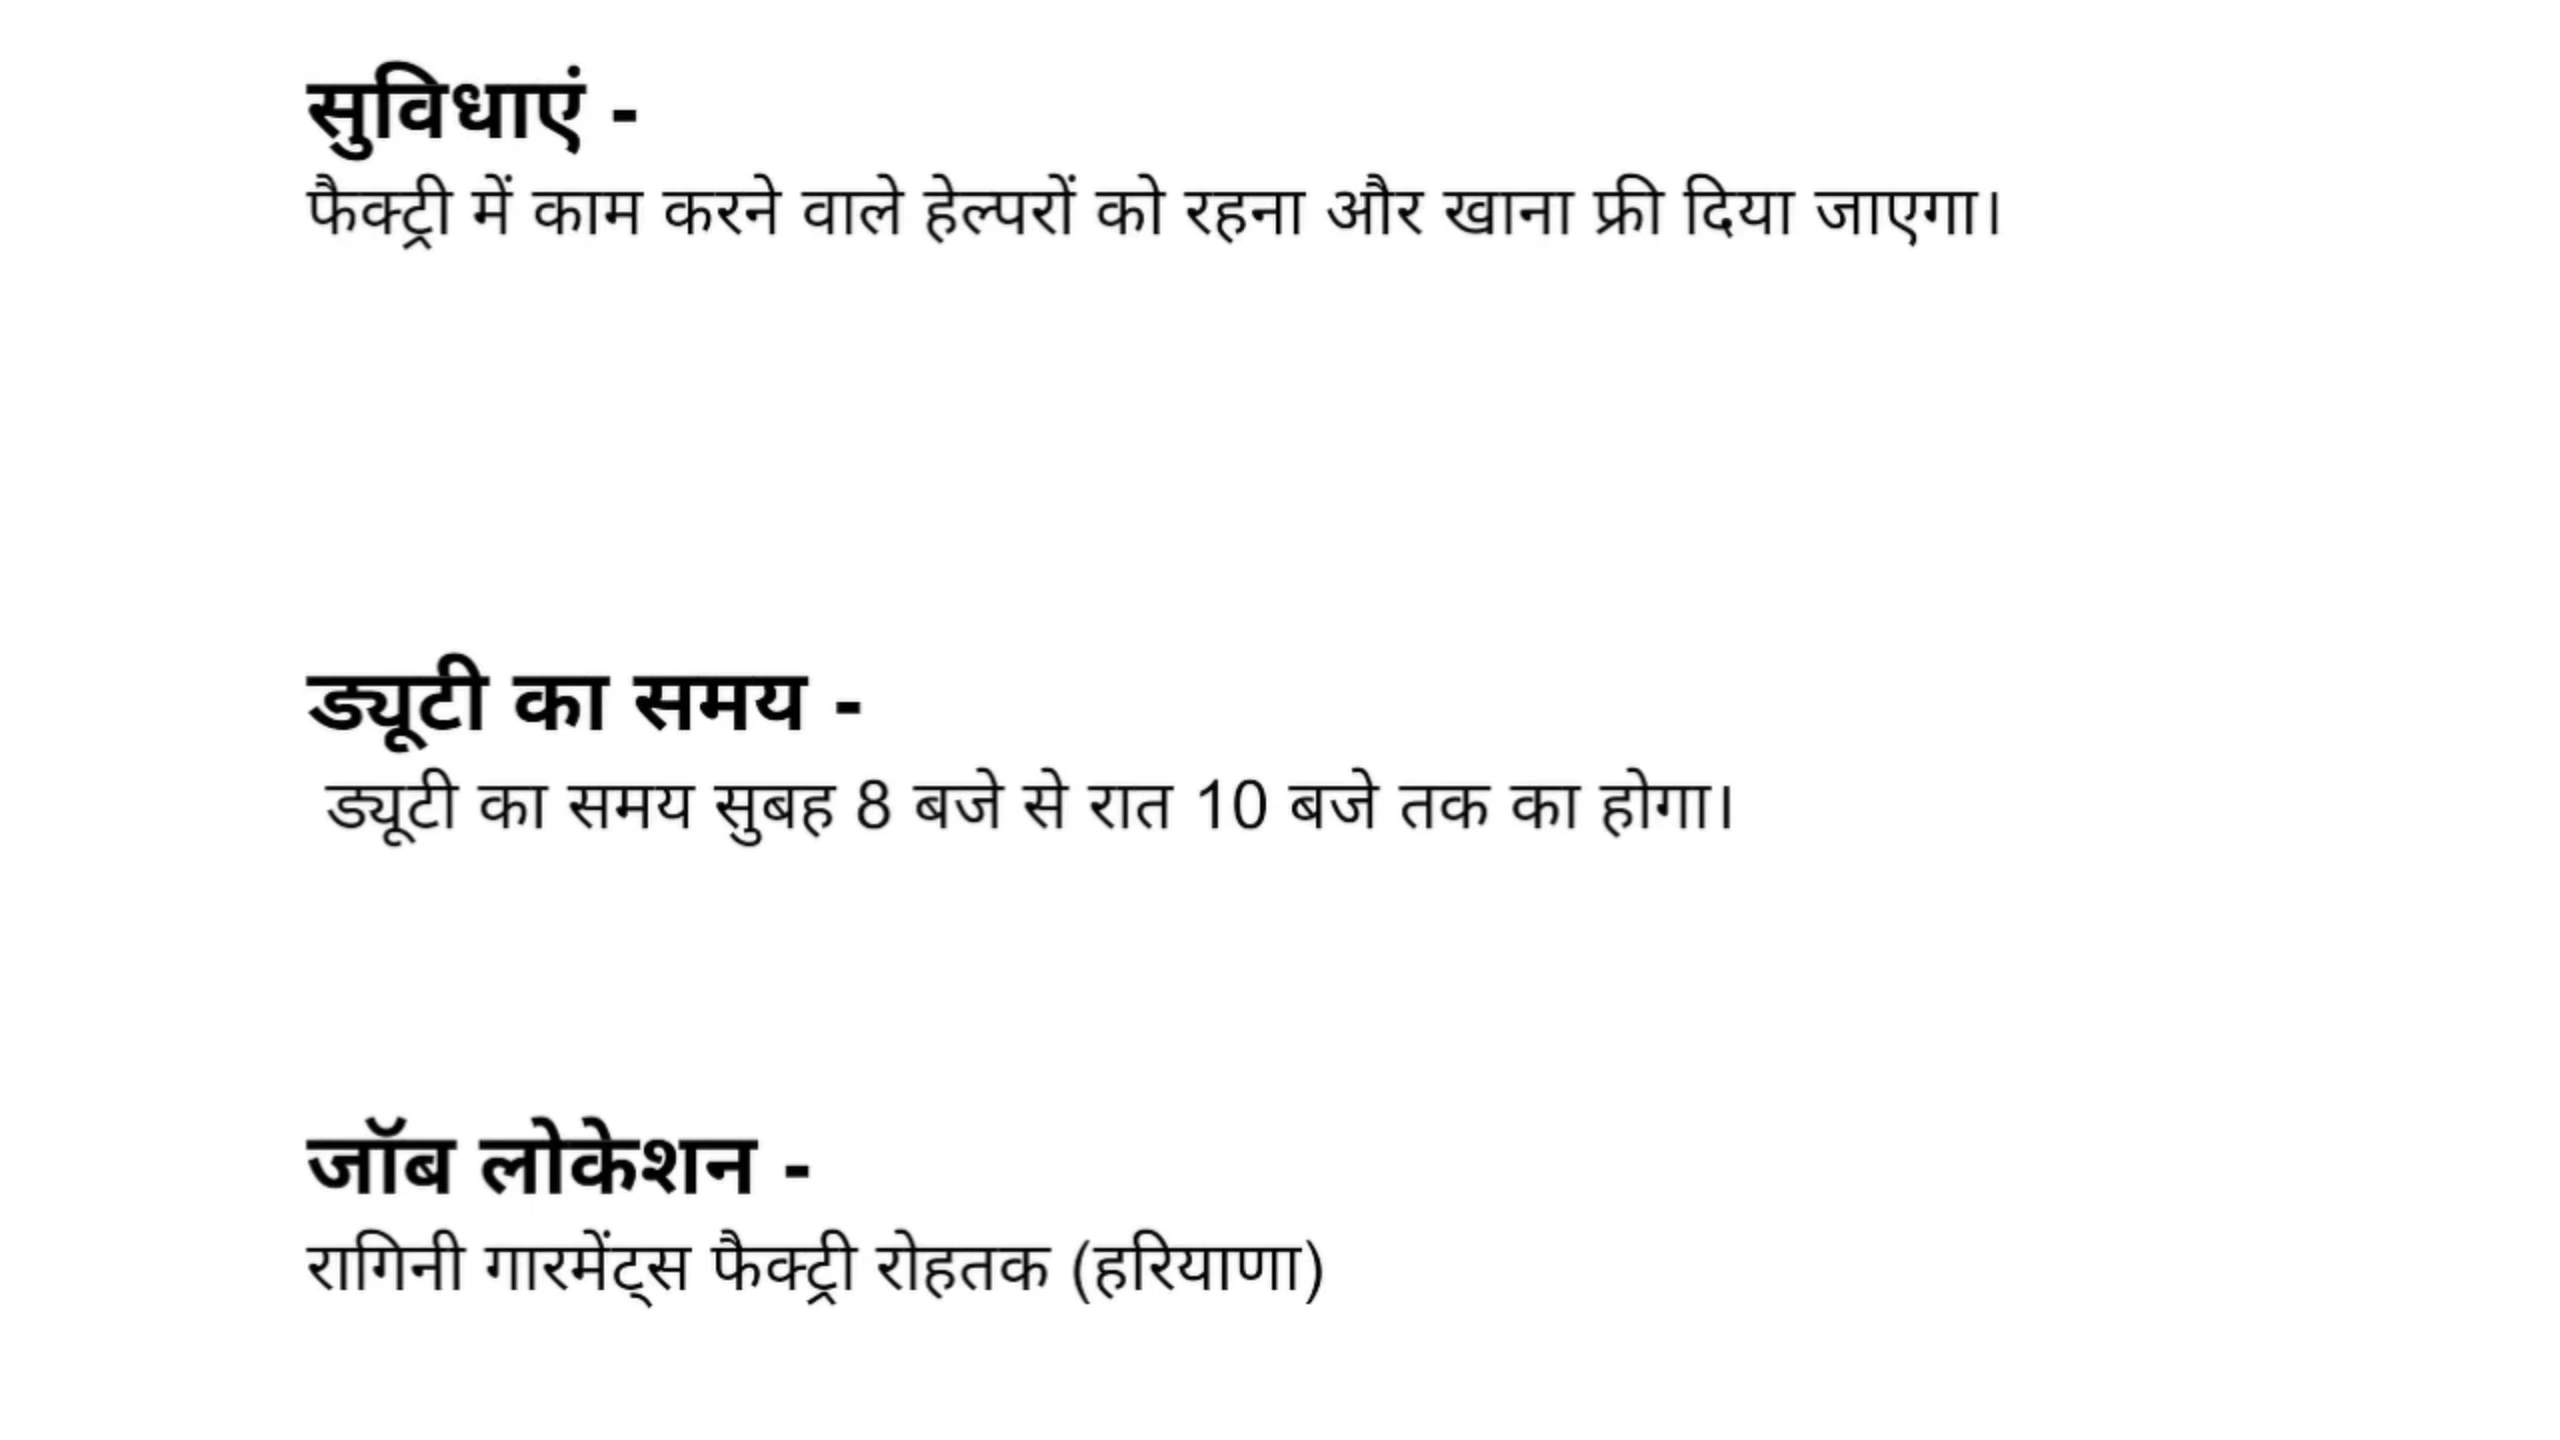 सुविधाएं -
फैक्ट्री में काम करने वाले हेल्परों को रहना और खाना फ्री दिया जाएगा।
ड्यूटी का समय -
ड्यूटी का समय सुबह 8 बजे से रात 10 बजे तक का होगा।
जॉब लोकेशन -
रागिनी गारमेंट्स फैक्ट्री रोहतक (हरियाणा)